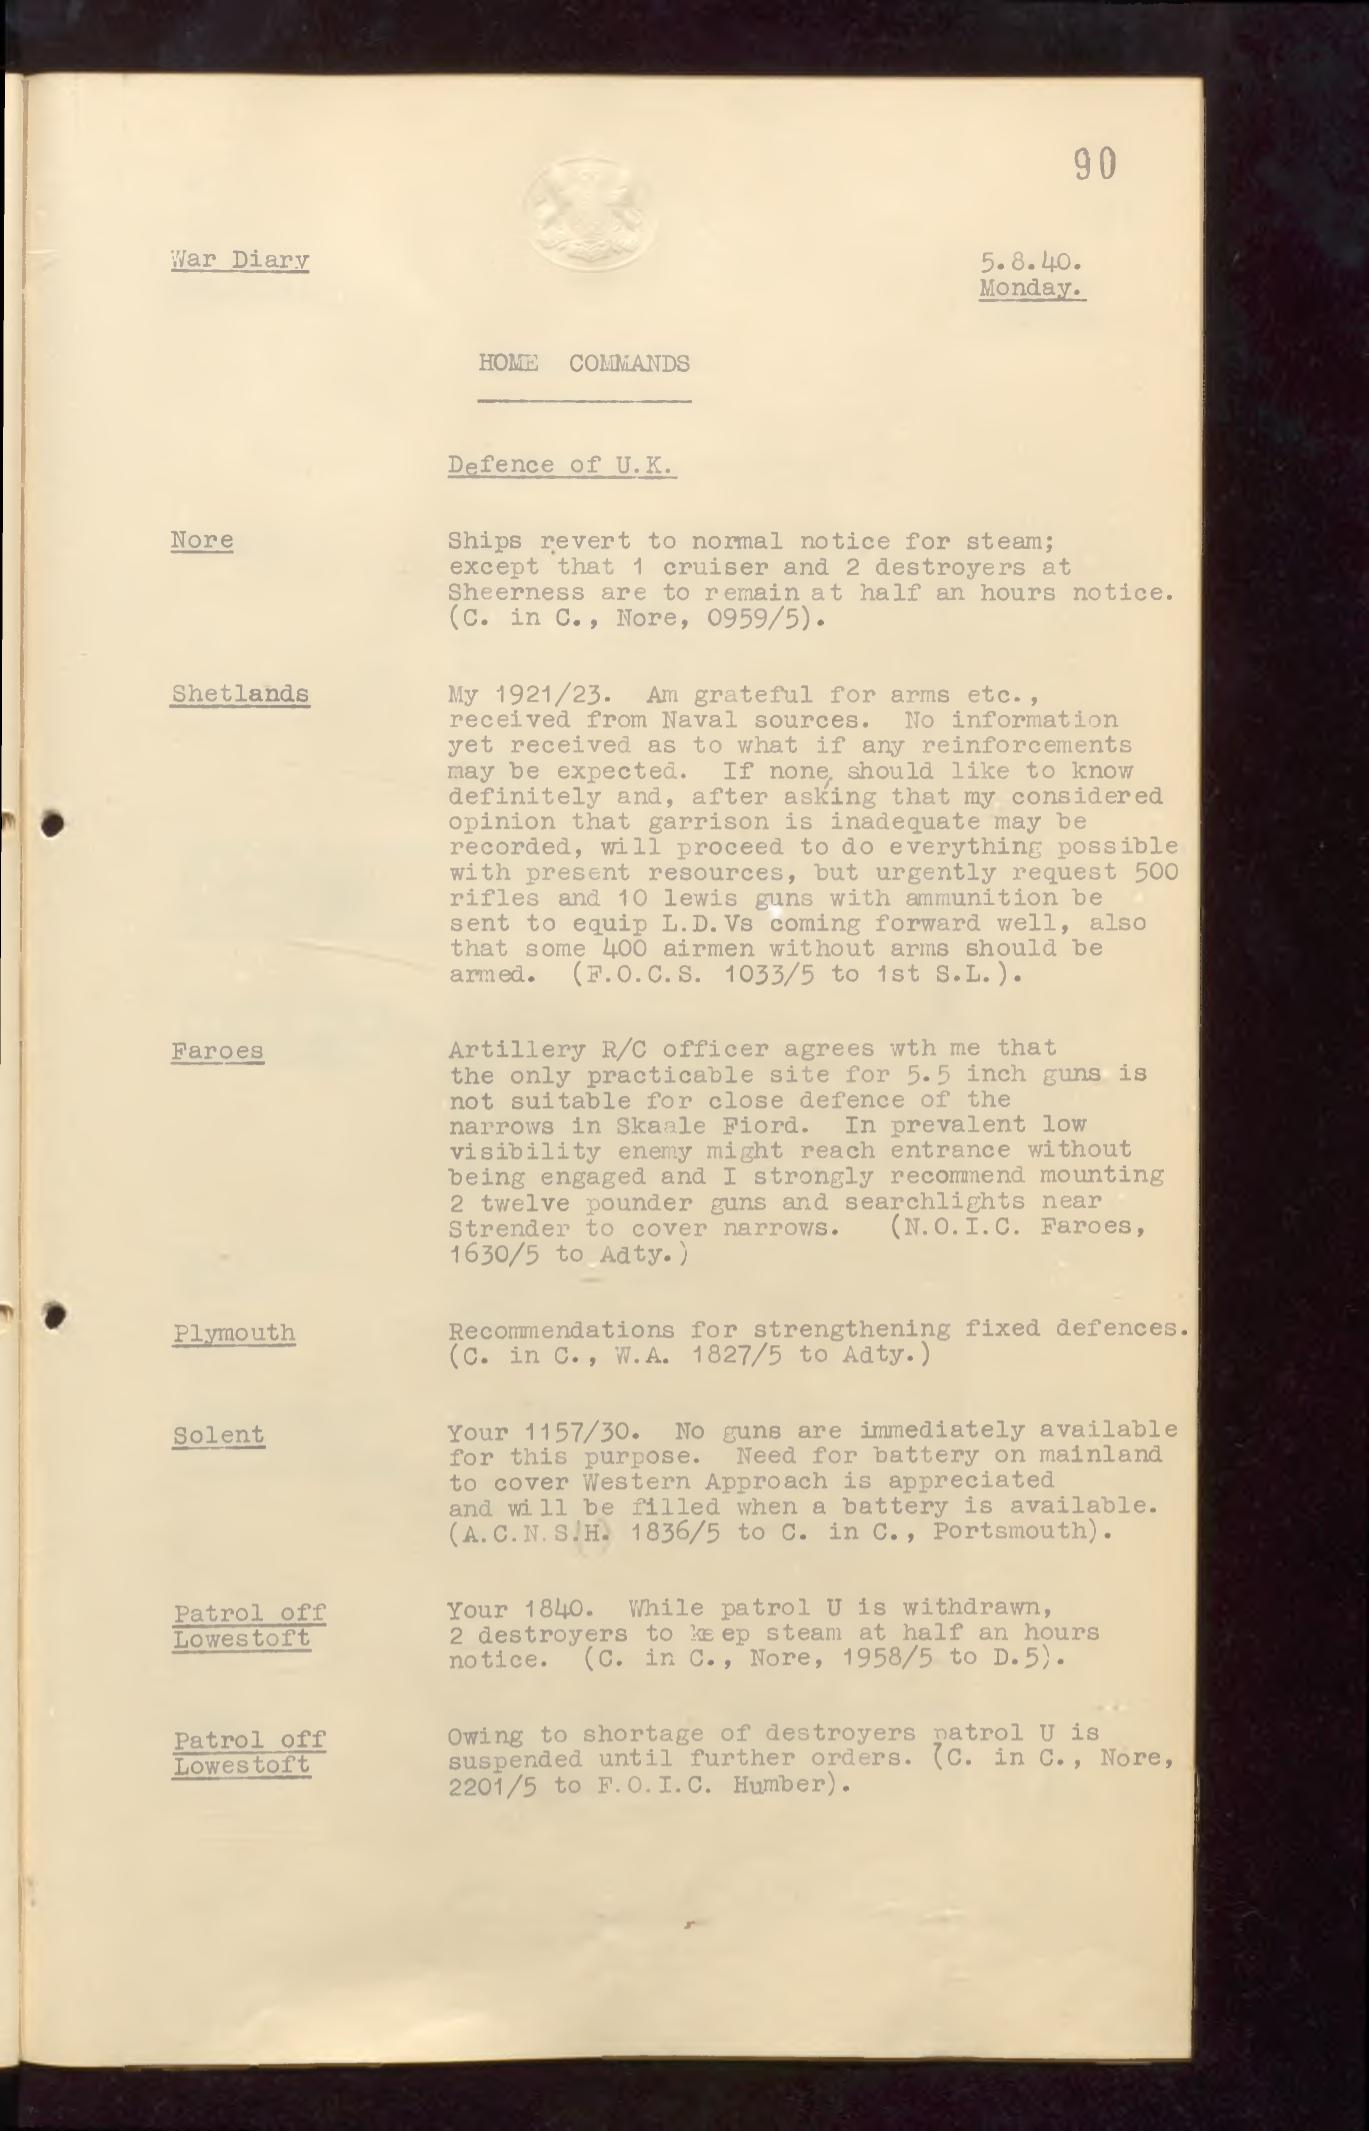 90
War Diary
5.8.40.
Monday.
HOME COMMANDS
Defence of U.K.
Nore
Ships revert to normal notice for steam;
except that 1 cruiser and 2 destroyers at
Sheerness are to remain at half an hours notice.
(C. in C., Nore, 0959/5).
Shetlands
My 1921/23. Am grateful for arms etc.,
received from Naval sources. No information
yet received as to what if any reinforcements
may be expected. If none, should like to know
definitely and, after asking that my considered
opinion that garrison is inadequate may be
recorded, will proceed to do everything possible
with present resources, but urgently request 500
rifles and 10 lewis guns with ammunition be
sent to equip L.D.Vs coming forward well, also
that some 400 airmen without arms should be
armed. (F.O.C.S. 1033/5 to 1st S.L.).
Faroes
Artillery R/C officer agrees wth me that
the only practicable site for 5.5 inch guns is
not suitable for close defence of the
narrows in Skaale Fiord. In prevalent low
visibility enemy might reach entrance without
being engaged and I strongly recommend mounting
2 twelve pounder guns and searchlights near
Strender to cover narrows. (N.O.I.C. Faroes,
1630/5 to Adty.)
Plymouth
Recommendations for strengthening fixed defences.
(C. in C., W.A. 1827/5 to Adty.)
Solent
Your 1157/30. No guns are immediately available
for this purpose. Need for battery on mainland
to cover Western Approach is appreciated
and will be filled when a battery is available.
(A.C.N.S.(H) 1836/5 to C. in C., Portsmouth).
Patrol off
Lowestoft
Your 1840. While patrol U is withdrawn,
2 destroyers to keep steam at half an hours
notice. (C. in C., Nore, 1958/5 to D.5).
Patrol off
Lowestoft
Owing to shortage of destroyers patrol U is
suspended until further orders. (C. in C., Nore,
2201/5 to F.O.I.C. Humber).